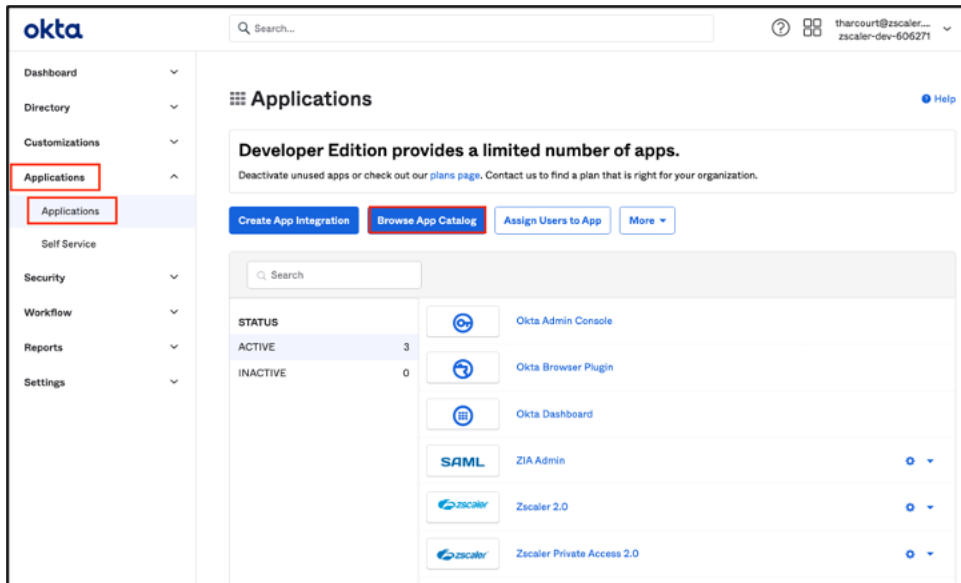 okta
Search...
tharcourt@zscaler....
zscaler-dev-606271
Dashboard
Directory
Customizations
Applications
Applications
Self Service
Security
Workflow
Reports
Settings
Applications
Help
Developer Edition provides a limited number of apps.
Deactivate unused apps or check out our plans page. Contact us to find a plan that is right for your organization.
Create App Integration
Browse App Catalog
Assign Users to App
More
Search
STATUS
ACTIVE 3
INACTIVE 0
Okta Admin Console
Okta Browser Plugin
Okta Dashboard
SAML ZIA Admin
zscaler Zscaler 2.0
zscaler Zscaler Private Access 2.0